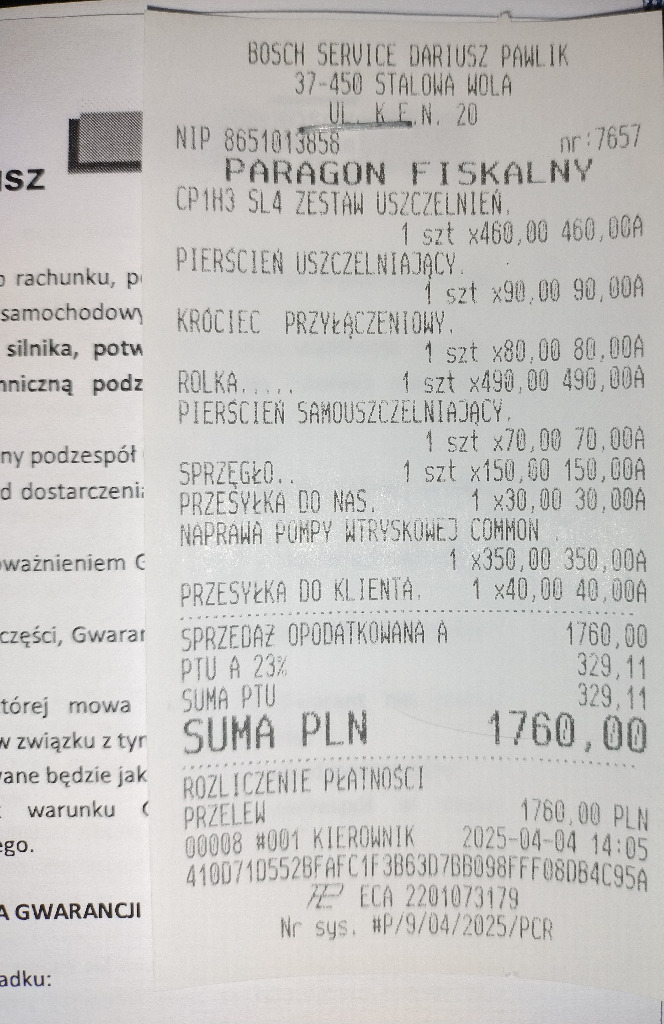 BOSCH SERVICE DARIUSZ PAWLIK
37-450 STALOWA WOLA
UL. K.E.N. 20
NIP 8651013858 nr:7657
PARAGON FISKALNY
CP1H3 SL4 ZESTAW USZCZELNIEŃ.
1 szt x460,00 460,00A
PIERŚCIEŃ USZCZELNIAJĄCY.
1 szt x90,00 90,00A
KRÓCIEC PRZYŁĄCZENIOWY.
1 szt x80,00 80,00A
ROLKA..... 1 szt x490,00 490,00A
PIERŚCIEŃ SAMOUSZCZELNIAJĄCY.
1 szt x70,00 70,00A
SPRZĘGŁO.. 1 szt x150,00 150,00A
PRZESYŁKA DO NAS. 1 x30,00 30,00A
NAPRAWA POMPY WTRYSKOWEJ COMMON .
1 x350,00 350,00A
PRZESYŁKA DO KLIENTA. 1 x40,00 40,00A
SPRZEDAŻ OPODATKOWANA A 1760,00
PTU A 23% 329,11
SUMA PTU 329,11
SUMA PLN 1760,00
ROZLICZENIE PŁATNOŚCI
PRZELEW 1760,00 PLN
00008 #001 KIEROWNIK 2025-04-04 14:05
410D71D552BFAFC1F3B63D7BB098FFF08DB4C95A
ECA 2201073179
Nr sys. #P/9/04/2025/PCR
rachunku, p
samochodowy
silnika, potw
hniczną podz
ny podzespół
d dostarczeni
oważnieniem G
części, Gwaran
której mowa
w związku z tyn
wane będzie jak
warunku
ego.
A GWARANCJI
adku: